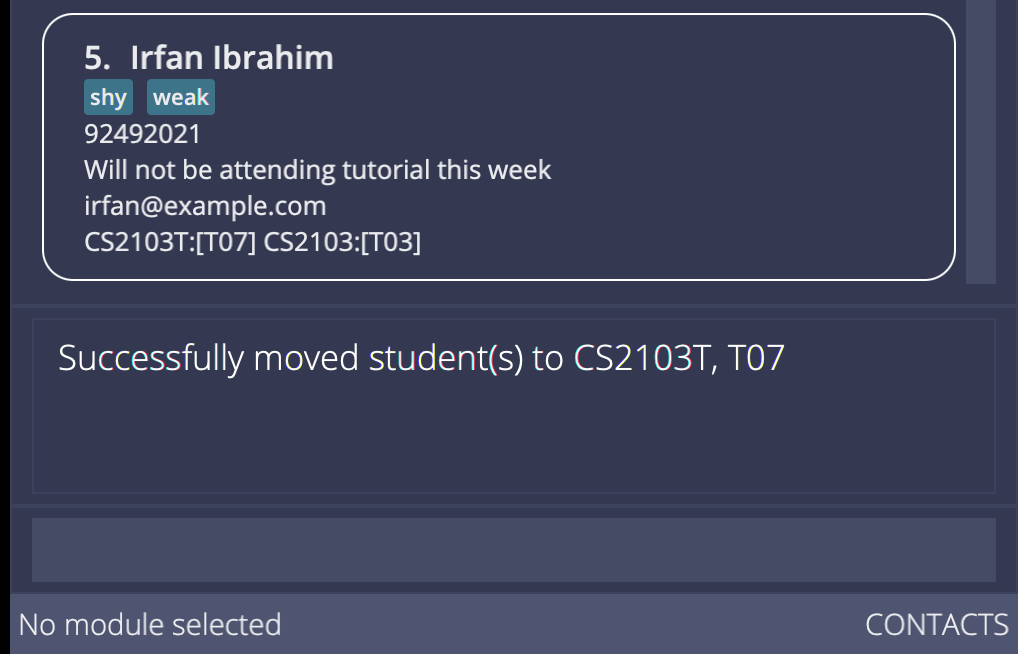 5. Irfan Ibrahim
shy weak
92492021
Will not be attending tutorial this week
irfan@example.com
CS2103T:[T07] CS2103:[T03]
Successfully moved student(s) to CS2103T, T07
No module selected CONTACTS